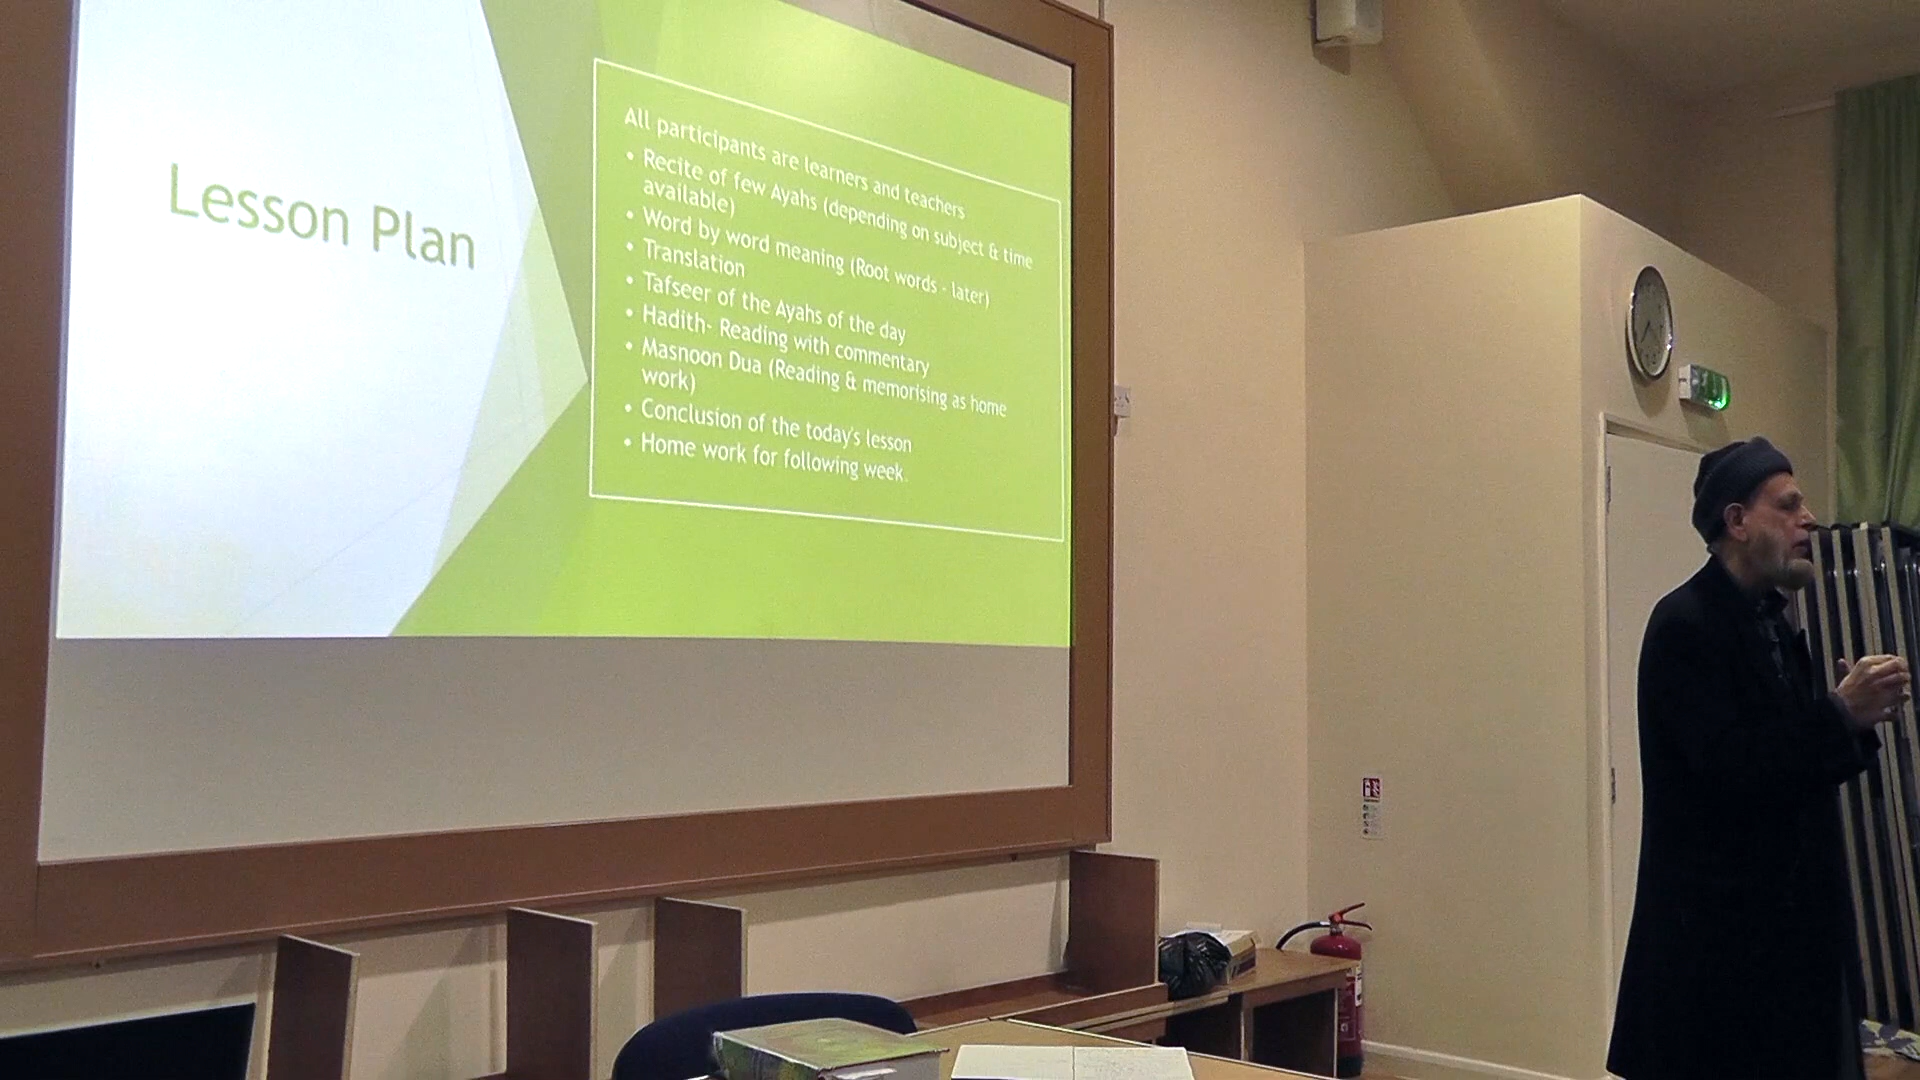 Lesson Plan
All participants are learners and teachers
• Recite of few Ayahs (depending on subject & time
available)
• Word by word meaning (Root words - later)
• Translation
• Tafseer of the Ayahs of the day
• Hadith- Reading with commentary
• Masnoon Dua (Reading & memorising as home
work)
• Conclusion of the today's lesson
• Home work for following week.